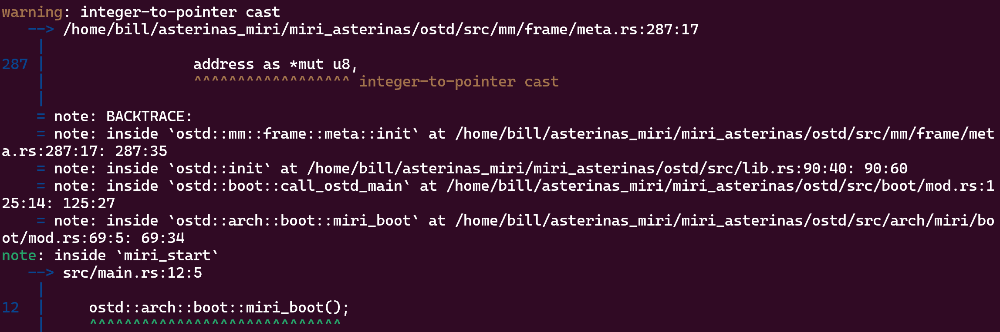 warning: integer-to-pointer cast
   --> /home/bill/asterinas_miri/miri_asterinas/ostd/src/mm/frame/meta.rs:287:17
    |
287 |                 address as *mut u8,
    |                 ^^^^^^^^^^^^^^^^^^ integer-to-pointer cast
    |
    = note: BACKTRACE:
    = note: inside `ostd::mm::frame::meta::init` at /home/bill/asterinas_miri/miri_asterinas/ostd/src/mm/frame/met
a.rs:287:17: 287:35
    = note: inside `ostd::init` at /home/bill/asterinas_miri/miri_asterinas/ostd/src/lib.rs:90:40: 90:60
    = note: inside `ostd::boot::call_ostd_main` at /home/bill/asterinas_miri/miri_asterinas/ostd/src/boot/mod.rs:1
25:14: 125:27
    = note: inside `ostd::arch::boot::miri_boot` at /home/bill/asterinas_miri/miri_asterinas/ostd/src/arch/miri/bo
ot/mod.rs:69:5: 69:34
note: inside `miri_start`
   --> src/main.rs:12:5
    |
12  |     ostd::arch::boot::miri_boot();
    |     ^^^^^^^^^^^^^^^^^^^^^^^^^^^^^